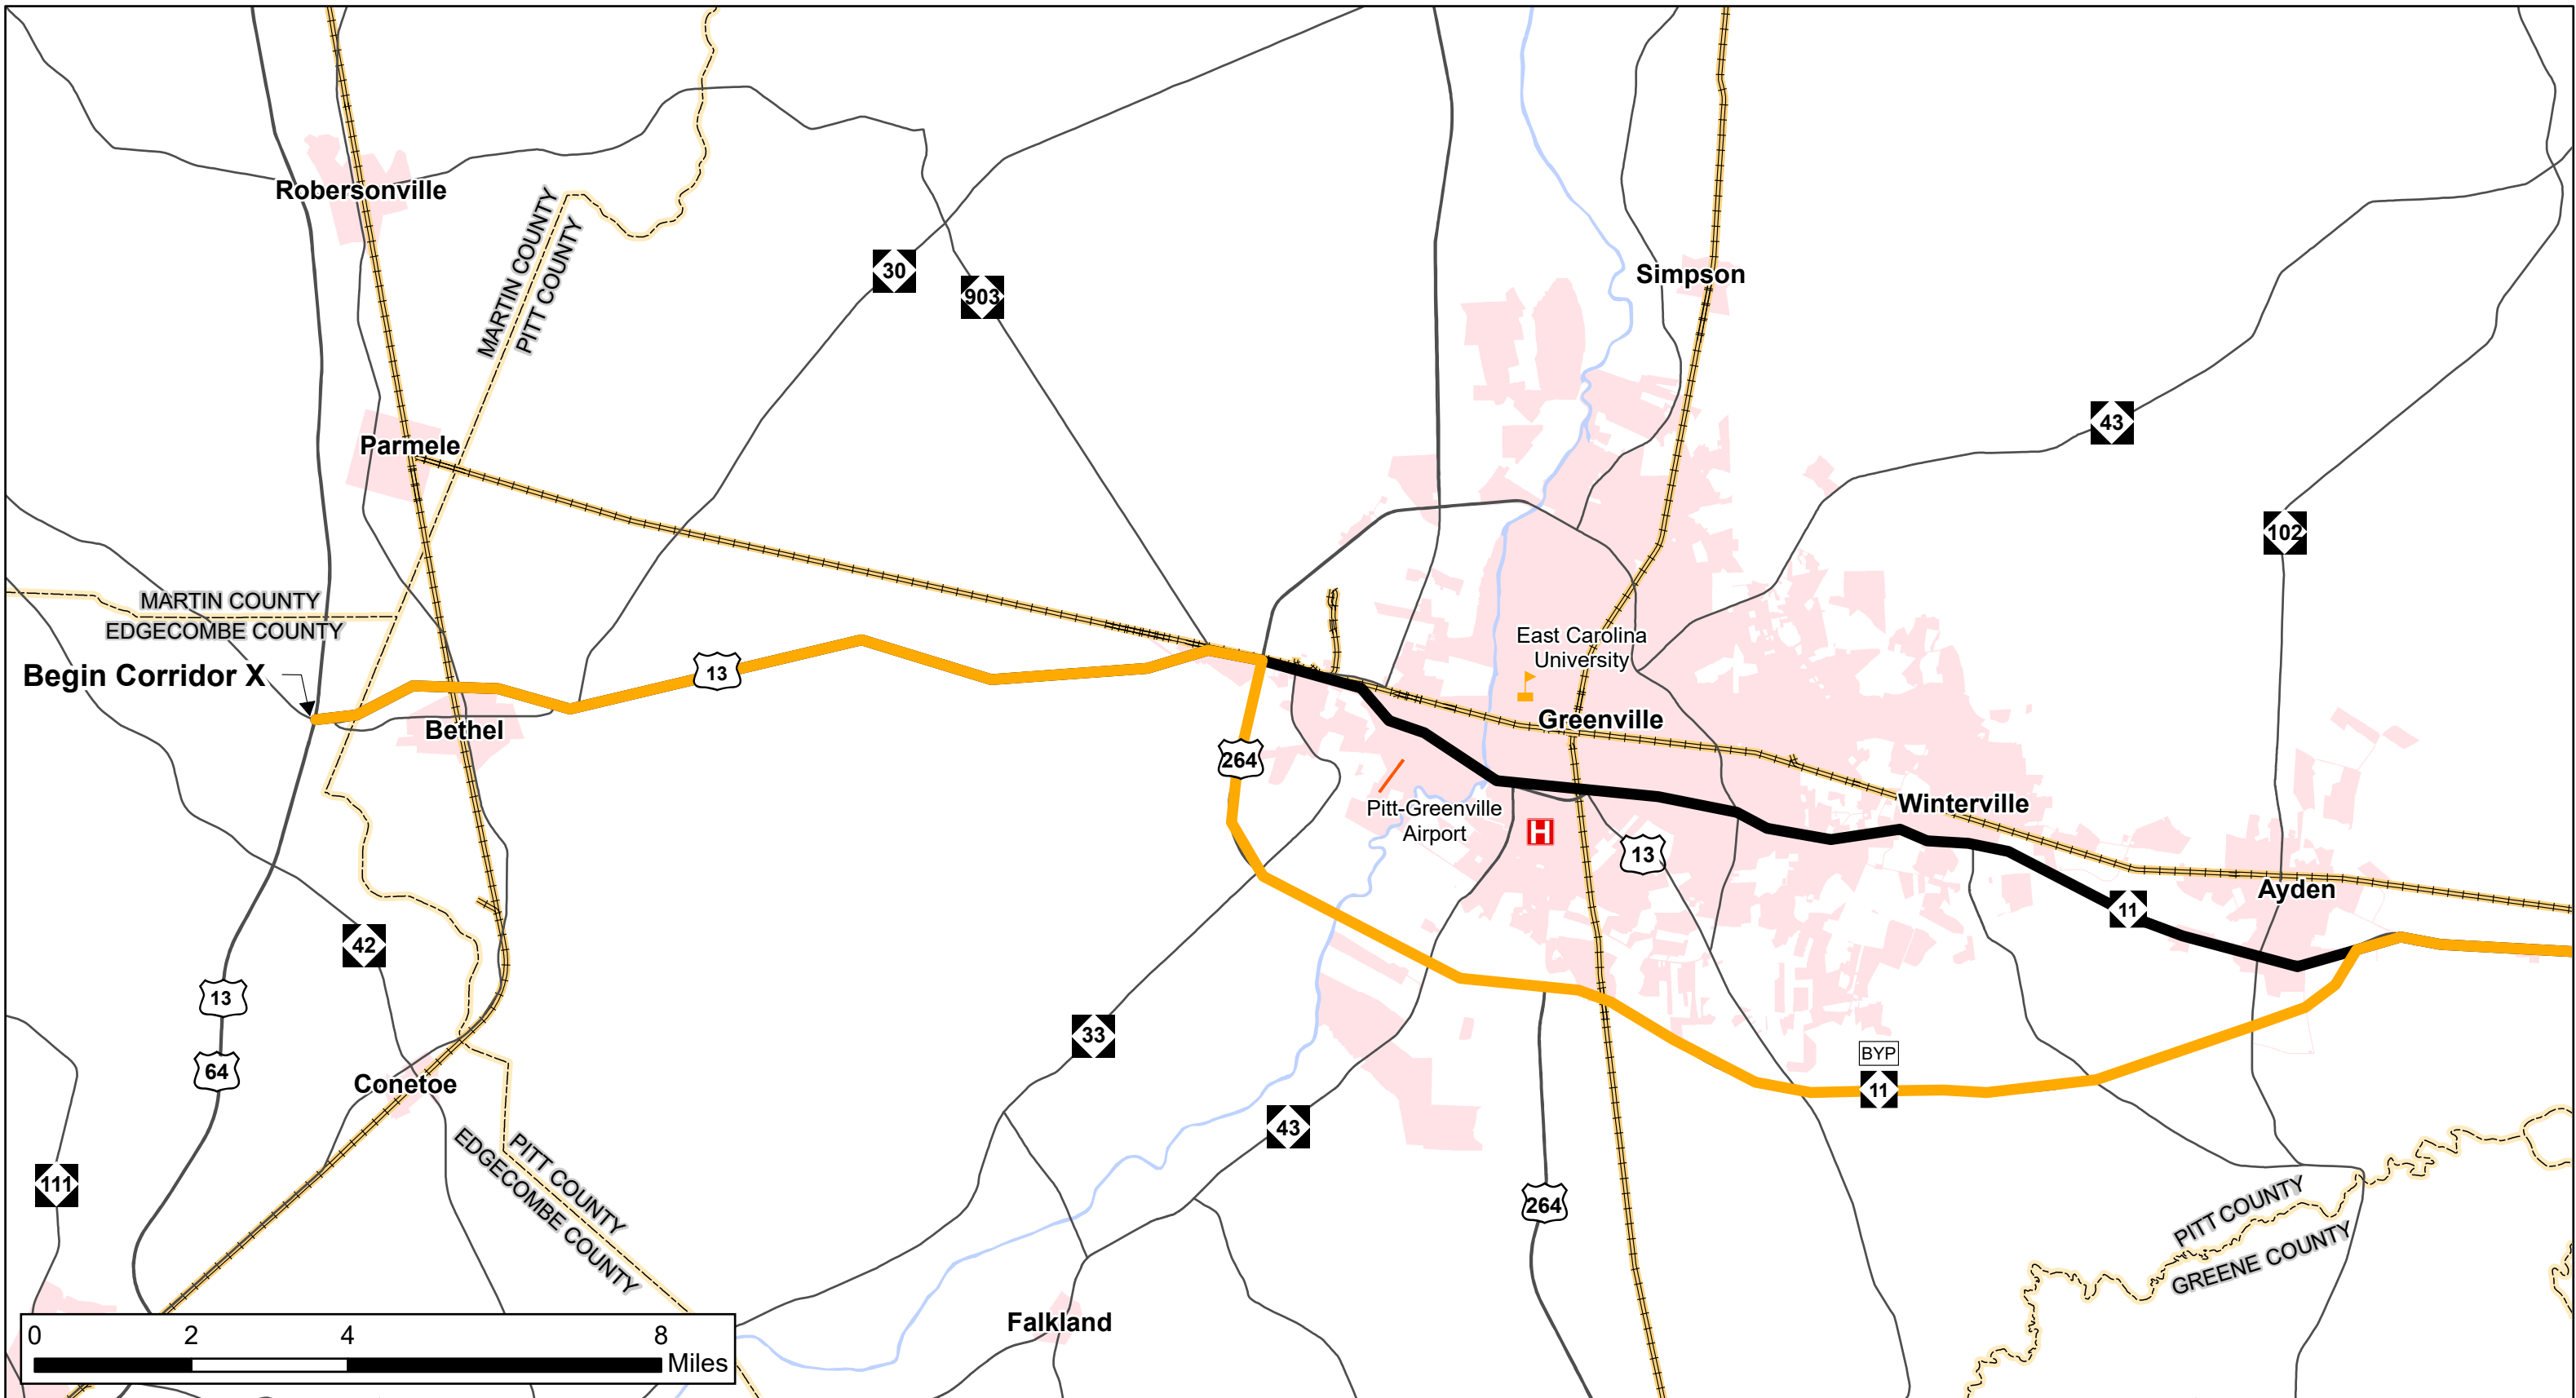 Robersonville
MARTIN COUNTY
PITT COUNTY
30
903
Simpson
Parmele
43
102
MARTIN COUNTY
EDGECOMBE COUNTY
Begin Corridor X
13
Bethel
East Carolina
University
Greenville
264
Pitt-Greenville
Airport
H
13
Winterville
11
Ayden
42
13
64
33
BYP
11
Conetoe
43
111
PITT COUNTY
EDGECOMBE COUNTY
264
PITT COUNTY
GREENE COUNTY
Falkland
0 2 4 8
Miles